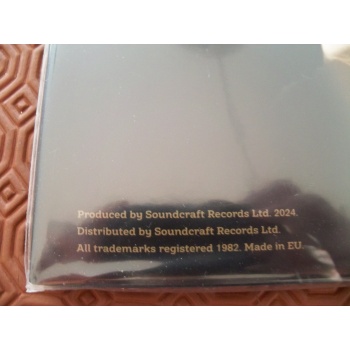 Produced by Soundcraft Records Ltd. 2024.
Distributed by Soundcraft Records Ltd.
All trademarks registered 1982. Made in EU.